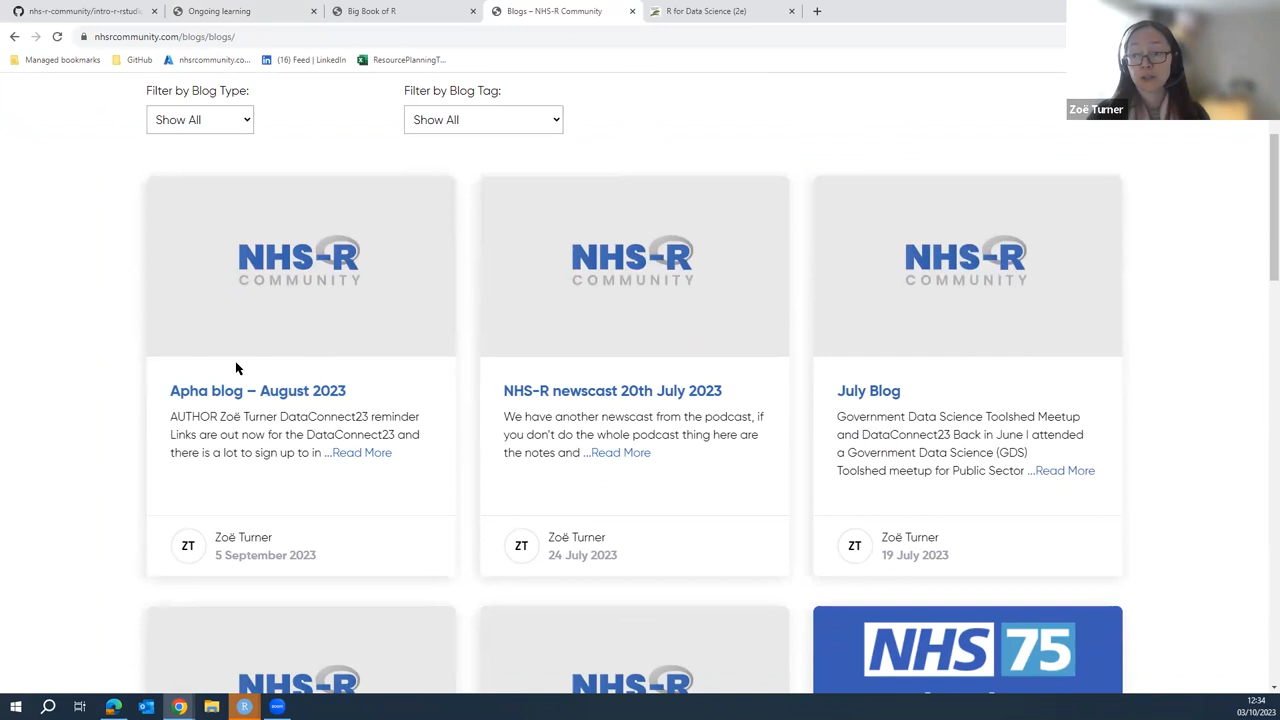 nhs-r-community/intro-r-rstudi
Ongoing learning
Big Book of R
Blogs – NHS-R Community
R for Data Science (2e)
nhsrcommunity.com/blogs/blogs/
Managed bookmarks
GitHub
nhsrcommunity.co...
(16) Feed | LinkedIn
ResourcePlanningT...
Zoë Turner
Filter by Blog Type:
Filter by Blog Tag:
Show All
Show All
NHS-R
COMMUNITY
NHS-R
COMMUNITY
NHS-R
COMMUNITY
Apha blog – August 2023
AUTHOR Zoë Turner DataConnect23 reminder
Links are out now for the DataConnect23 and
there is a lot to sign up to in ...Read More
ZT
Zoë Turner
5 September 2023
NHS-R newscast 20th July 2023
We have another newscast from the podcast, if
you don't do the whole podcast thing here are
the notes and ...Read More
ZT
Zoë Turner
24 July 2023
July Blog
Government Data Science Toolshed Meetup
and DataConnect23 Back in June I attended
a Government Data Science (GDS)
Toolshed meetup for Public Sector ...Read More
ZT
Zoë Turner
19 July 2023
NHS-R
NHS-R
NHS 75
12:34
03/10/2023